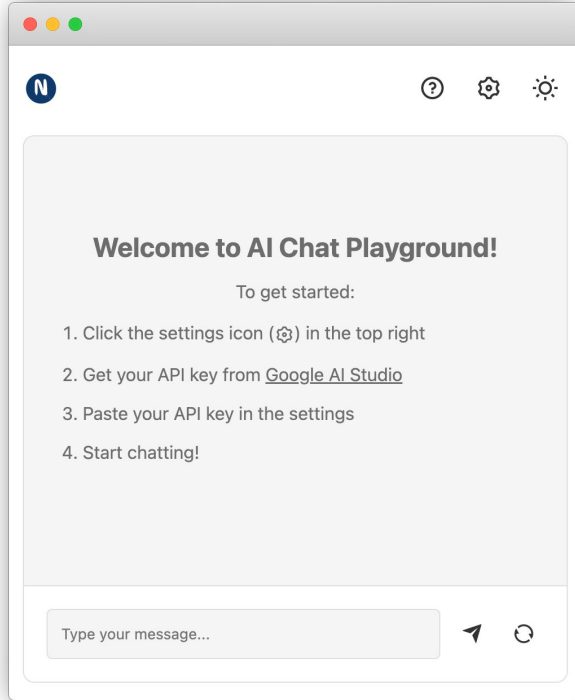 N
Welcome to AI Chat Playground!
To get started:
1. Click the settings icon () in the top right
2. Get your API key from Google AI Studio
3. Paste your API key in the settings
4. Start chatting!
Type your message...